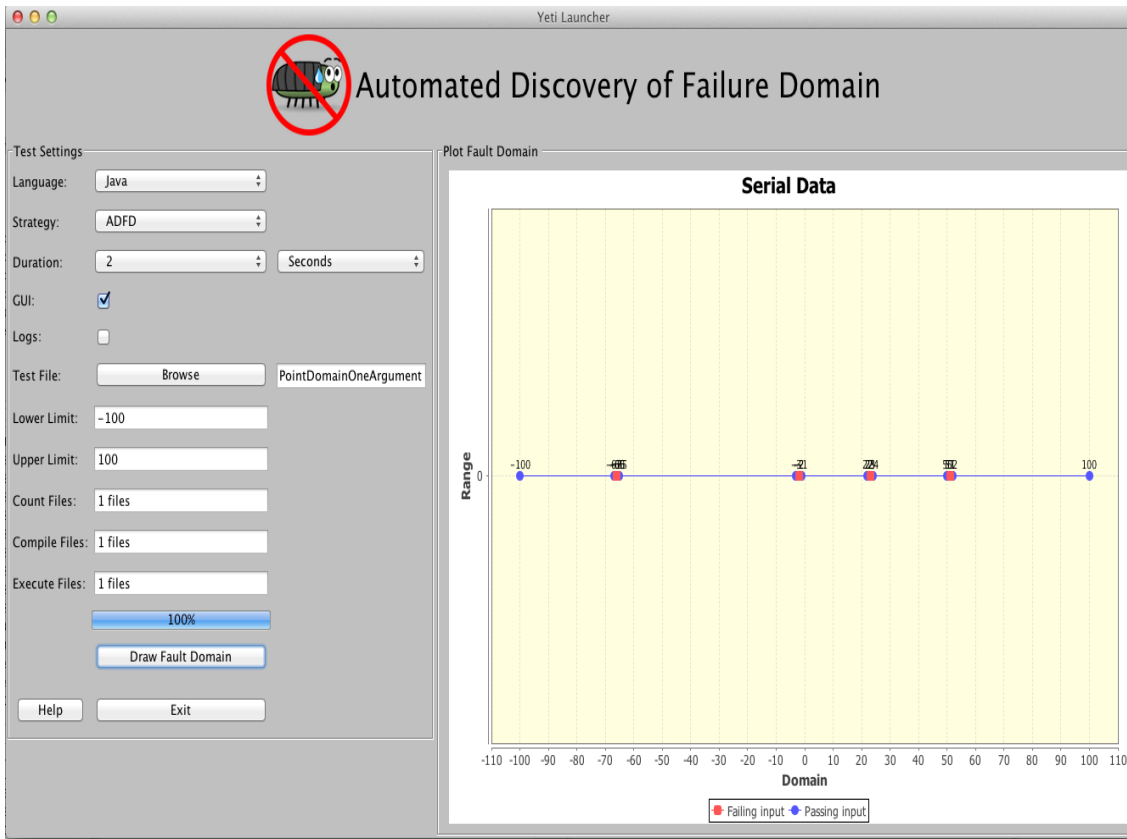 Yeti Launcher
Automated Discovery of Failure Domain
Test Settings
Language: Java
Strategy: ADFD
Duration: 2 Seconds
GUI:
Logs:
Test File: Browse PointDomainOneArgument
Lower Limit: -100
Upper Limit: 100
Count Files: 1 files
Compile Files: 1 files
Execute Files: 1 files
100%
Draw Fault Domain
Help Exit
Plot Fault Domain
Serial Data
Range
0
-100 100
-110 -100 -90 -80 -70 -60 -50 -40 -30 -20 -10 0 10 20 30 40 50 60 70 80 90 100 110
Domain
Failing input Passing input